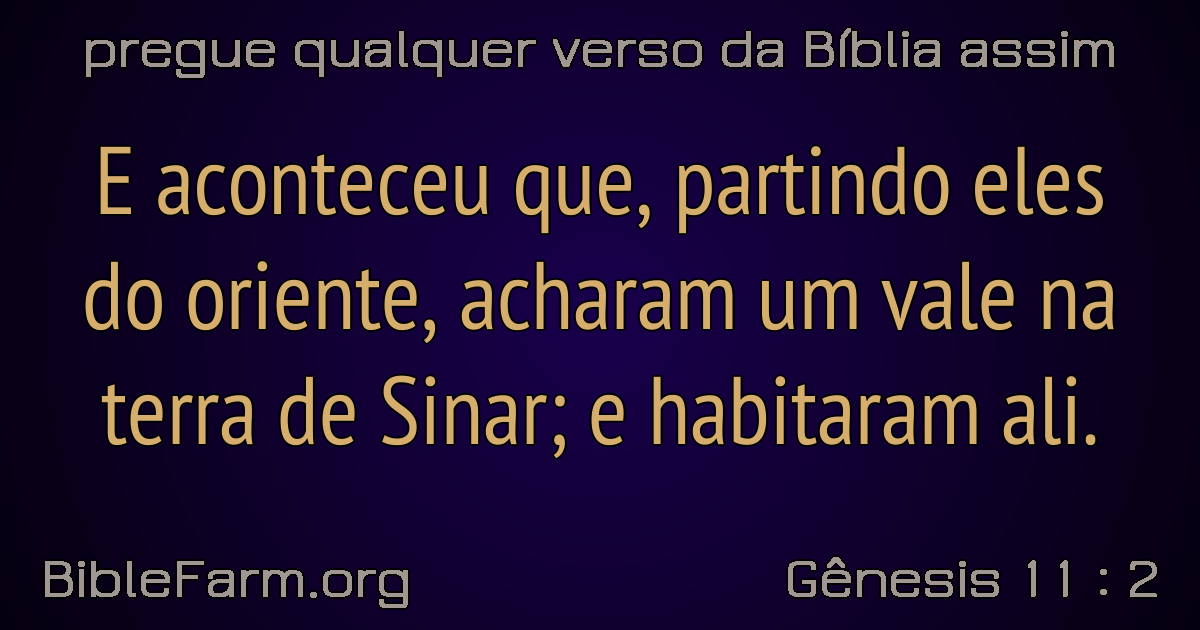 pregue qualquer verso da Bíblia assim
E aconteceu que, partindo eles
do oriente, acharam um vale na
terra de Sinar; e habitaram ali.
BibleFarm.org
Gênesis 11 : 2